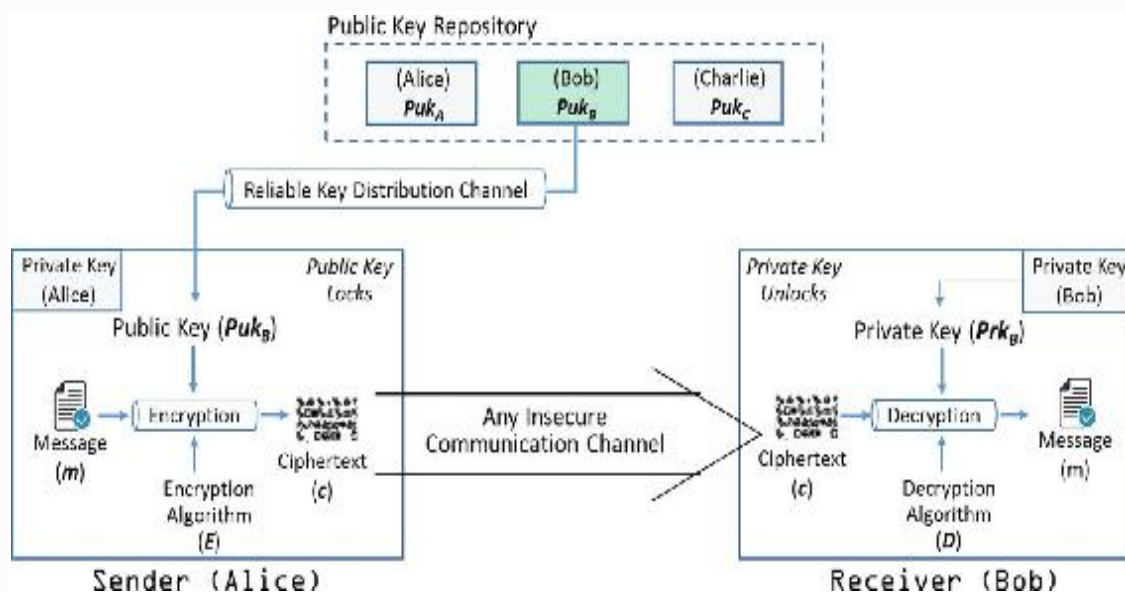 Public Key Repository
(Alice)
PukA
(Bob)
PukB
(Charlie)
PukC
Reliable Key Distribution Channel
Private Key
(Alice)
Public Key
Locks
Public Key (PukB)
Message
(m)
Encryption
Encryption
Algorithm
(E)
Ciphertext
(c)
Any Insecure
Communication Channel
Private Key
Unlocks
Private Key
(Bob)
Private Key (PrkB)
Ciphertext
(c)
Decryption
Decryption
Algorithm
(D)
Message
(m)
Sender (Alice)
Receiver (Bob)